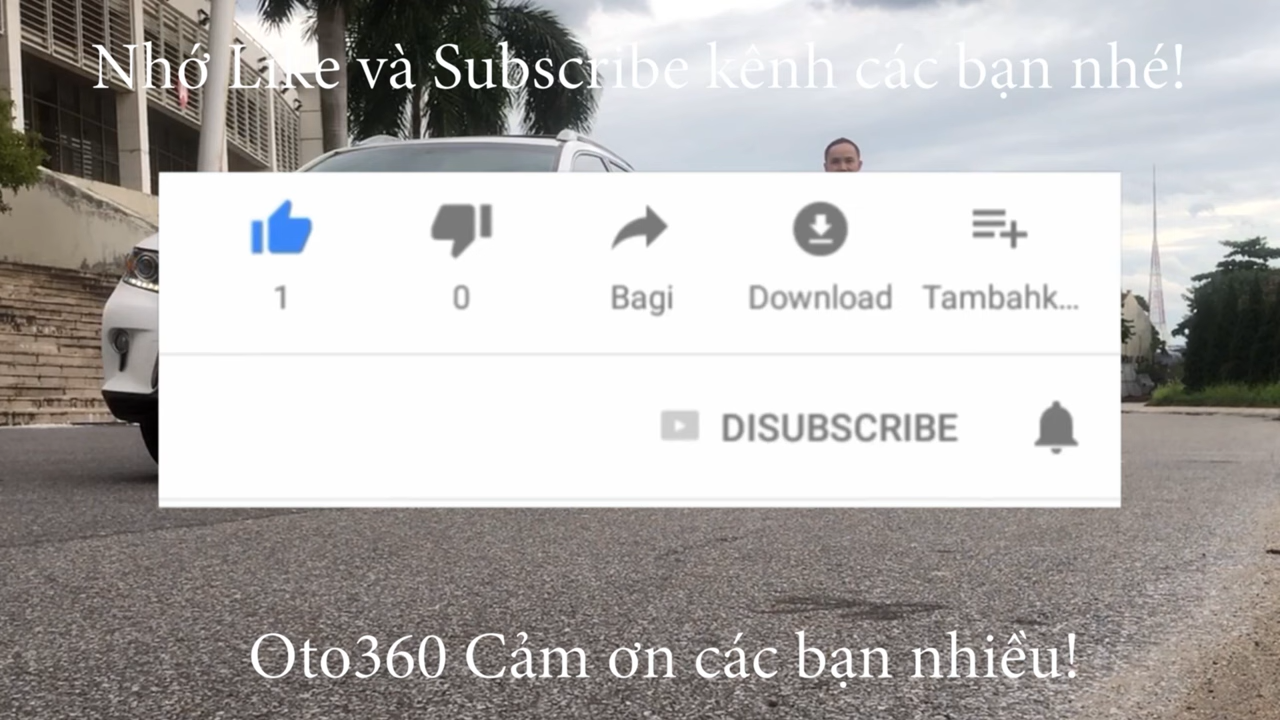 Nhớ Like và Subscribe kênh các bạn nhé!
1 0 Bagi Download Tambahk...
DISUBSCRIBE
Oto360 Cảm ơn các bạn nhiều!